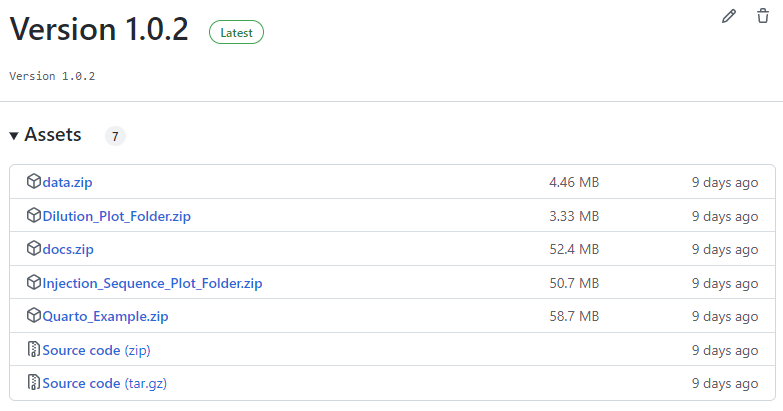 Version 1.0.2 Latest
Version 1.0.2
Assets 7
data.zip 4.46 MB 9 days ago
Dilution_Plot_Folder.zip 3.33 MB 9 days ago
docs.zip 52.4 MB 9 days ago
Injection_Sequence_Plot_Folder.zip 50.7 MB 9 days ago
Quarto_Example.zip 58.7 MB 9 days ago
Source code (zip) 9 days ago
Source code (tar.gz) 9 days ago